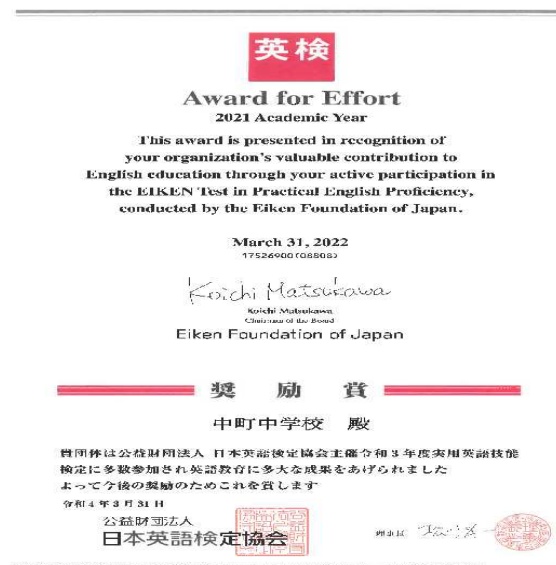 英検
Award for Effort
2021 Academic Year
This award is presented in recognition of
your organization's valuable contribution to
English education through your active participation in
the EIKEN Test in Practical English Proficiency,
conducted by the Eiken Foundation of Japan.
March 31, 2022
17526900(08808)
Koichi Matsukawa
Koichi Matsukawa
Chairman of the Board
Eiken Foundation of Japan
奨励賞
中町中学校 殿
貴団体は公益財団法人 日本英語検定協会主催令和3年度実用英語技能
検定に多数参加され英語教育に多大な成果をあげられました
よって今後の奨励のためこれを賞します
令和4年3月31日
公益財団法人
日本英語検定協会
理事長